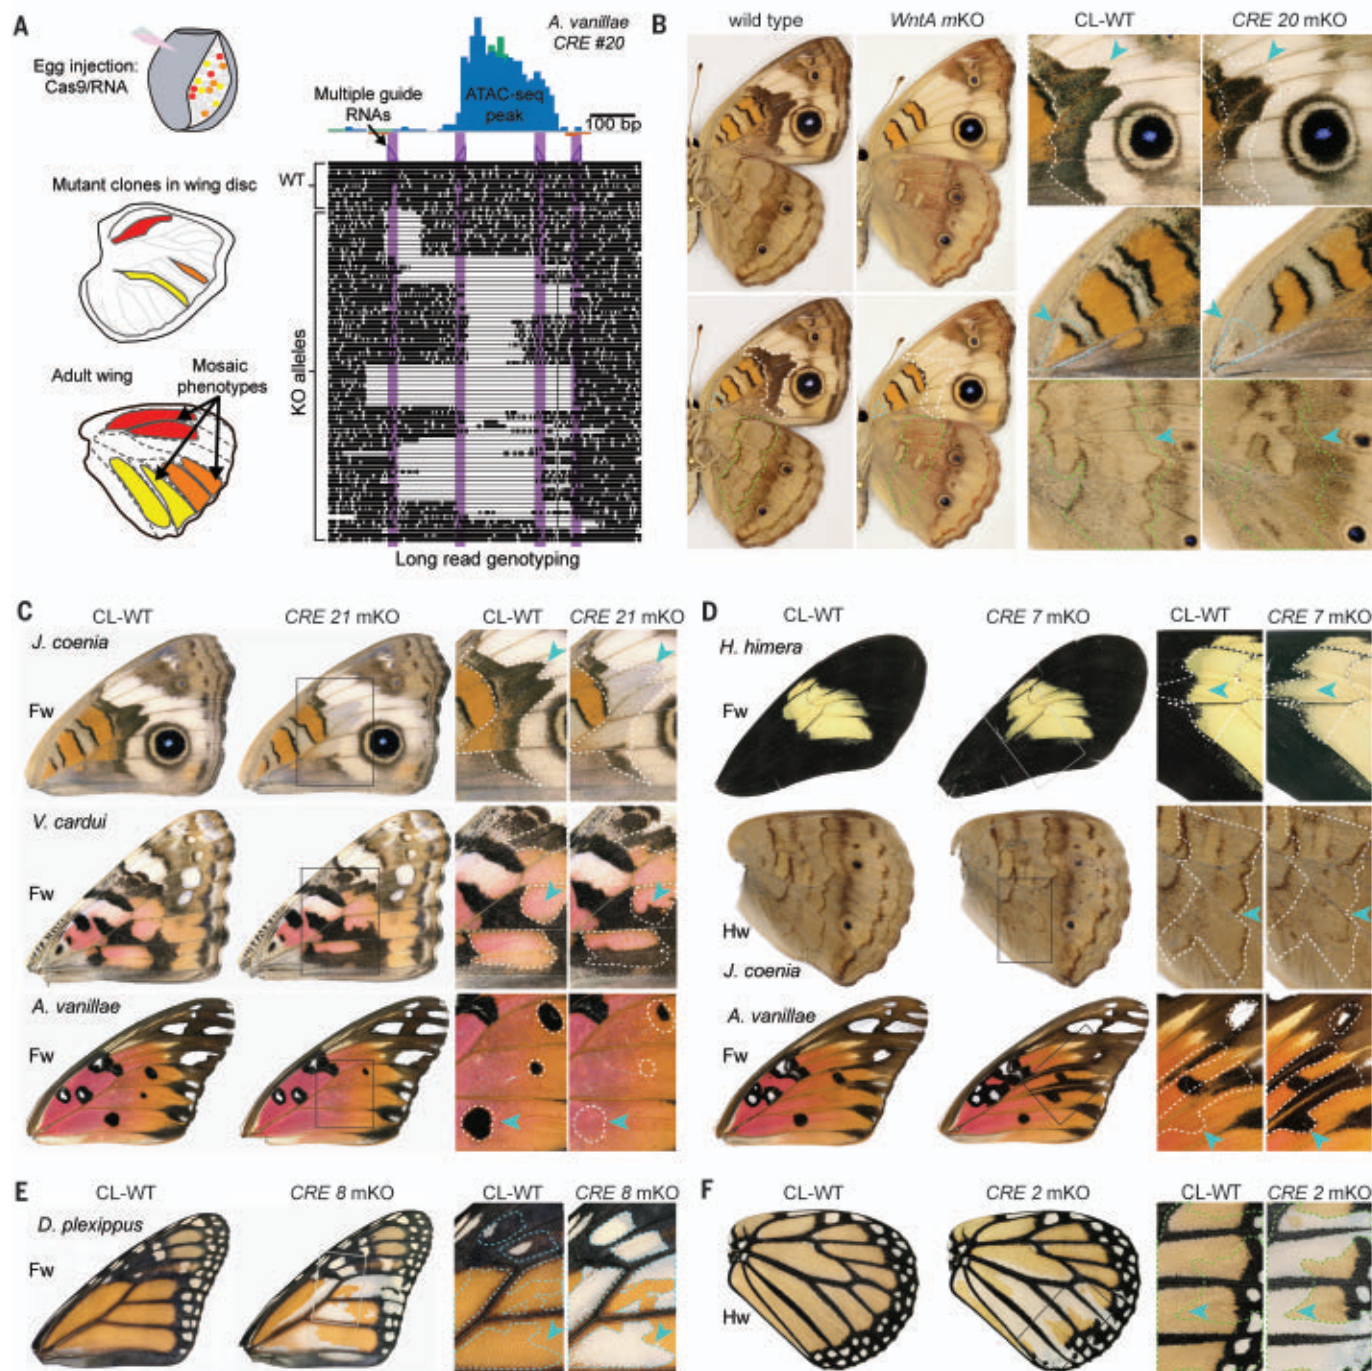 A
Egg injection:
Cas9/RNA
A. vanillae
CRE #20
Multiple guide
RNAs
ATAC-seq
peak
100 bp
Mutant clones in wing disc
WT
KO alleles
Adult wing
Mosaic
phenotypes
Long read genotyping
B
wild type
WntA mKO
CL-WT
CRE 20 mKO
C
CL-WT
CRE 21 mKO
CL-WT
CRE 21 mKO
J. coenia
Fw
V. cardui
Fw
A. vanillae
Fw
D
CL-WT
CRE 7 mKO
CL-WT
CRE 7 mKO
H. himera
Fw
Hw
J. coenia
A. vanillae
Fw
E
CL-WT
CRE 8 mKO
CL-WT
CRE 8 mKO
D. plexippus
Fw
F
CL-WT
CRE 2 mKO
CL-WT
CRE 2 mKO
Hw